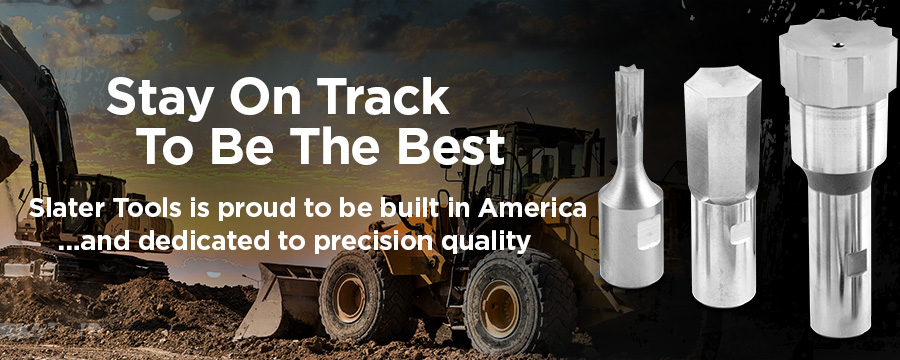 Stay On Track
To Be The Best
Slater Tools is proud to be built in America
...and dedicated to precision quality